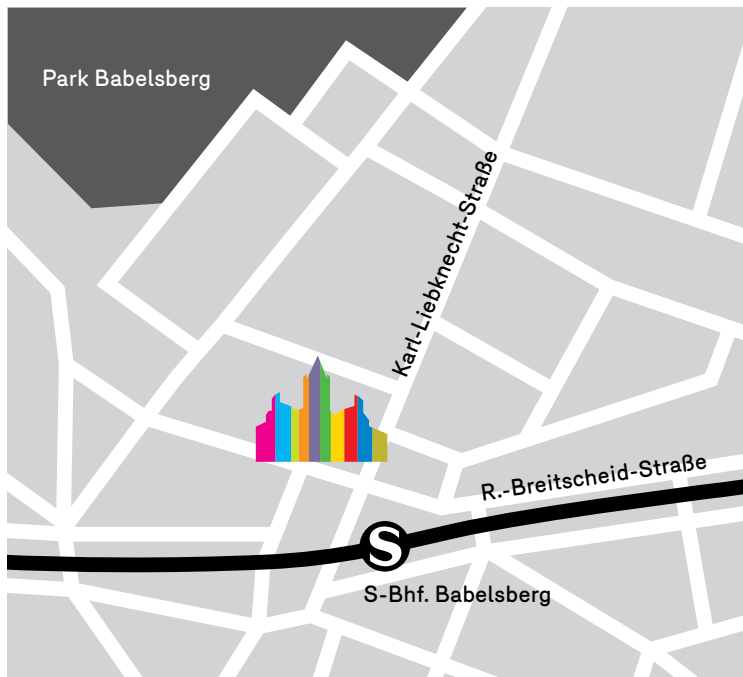 Park Babelsberg
Karl-Liebknecht-Straße
R.-Breitscheid-Straße
S
S-Bhf. Babelsberg